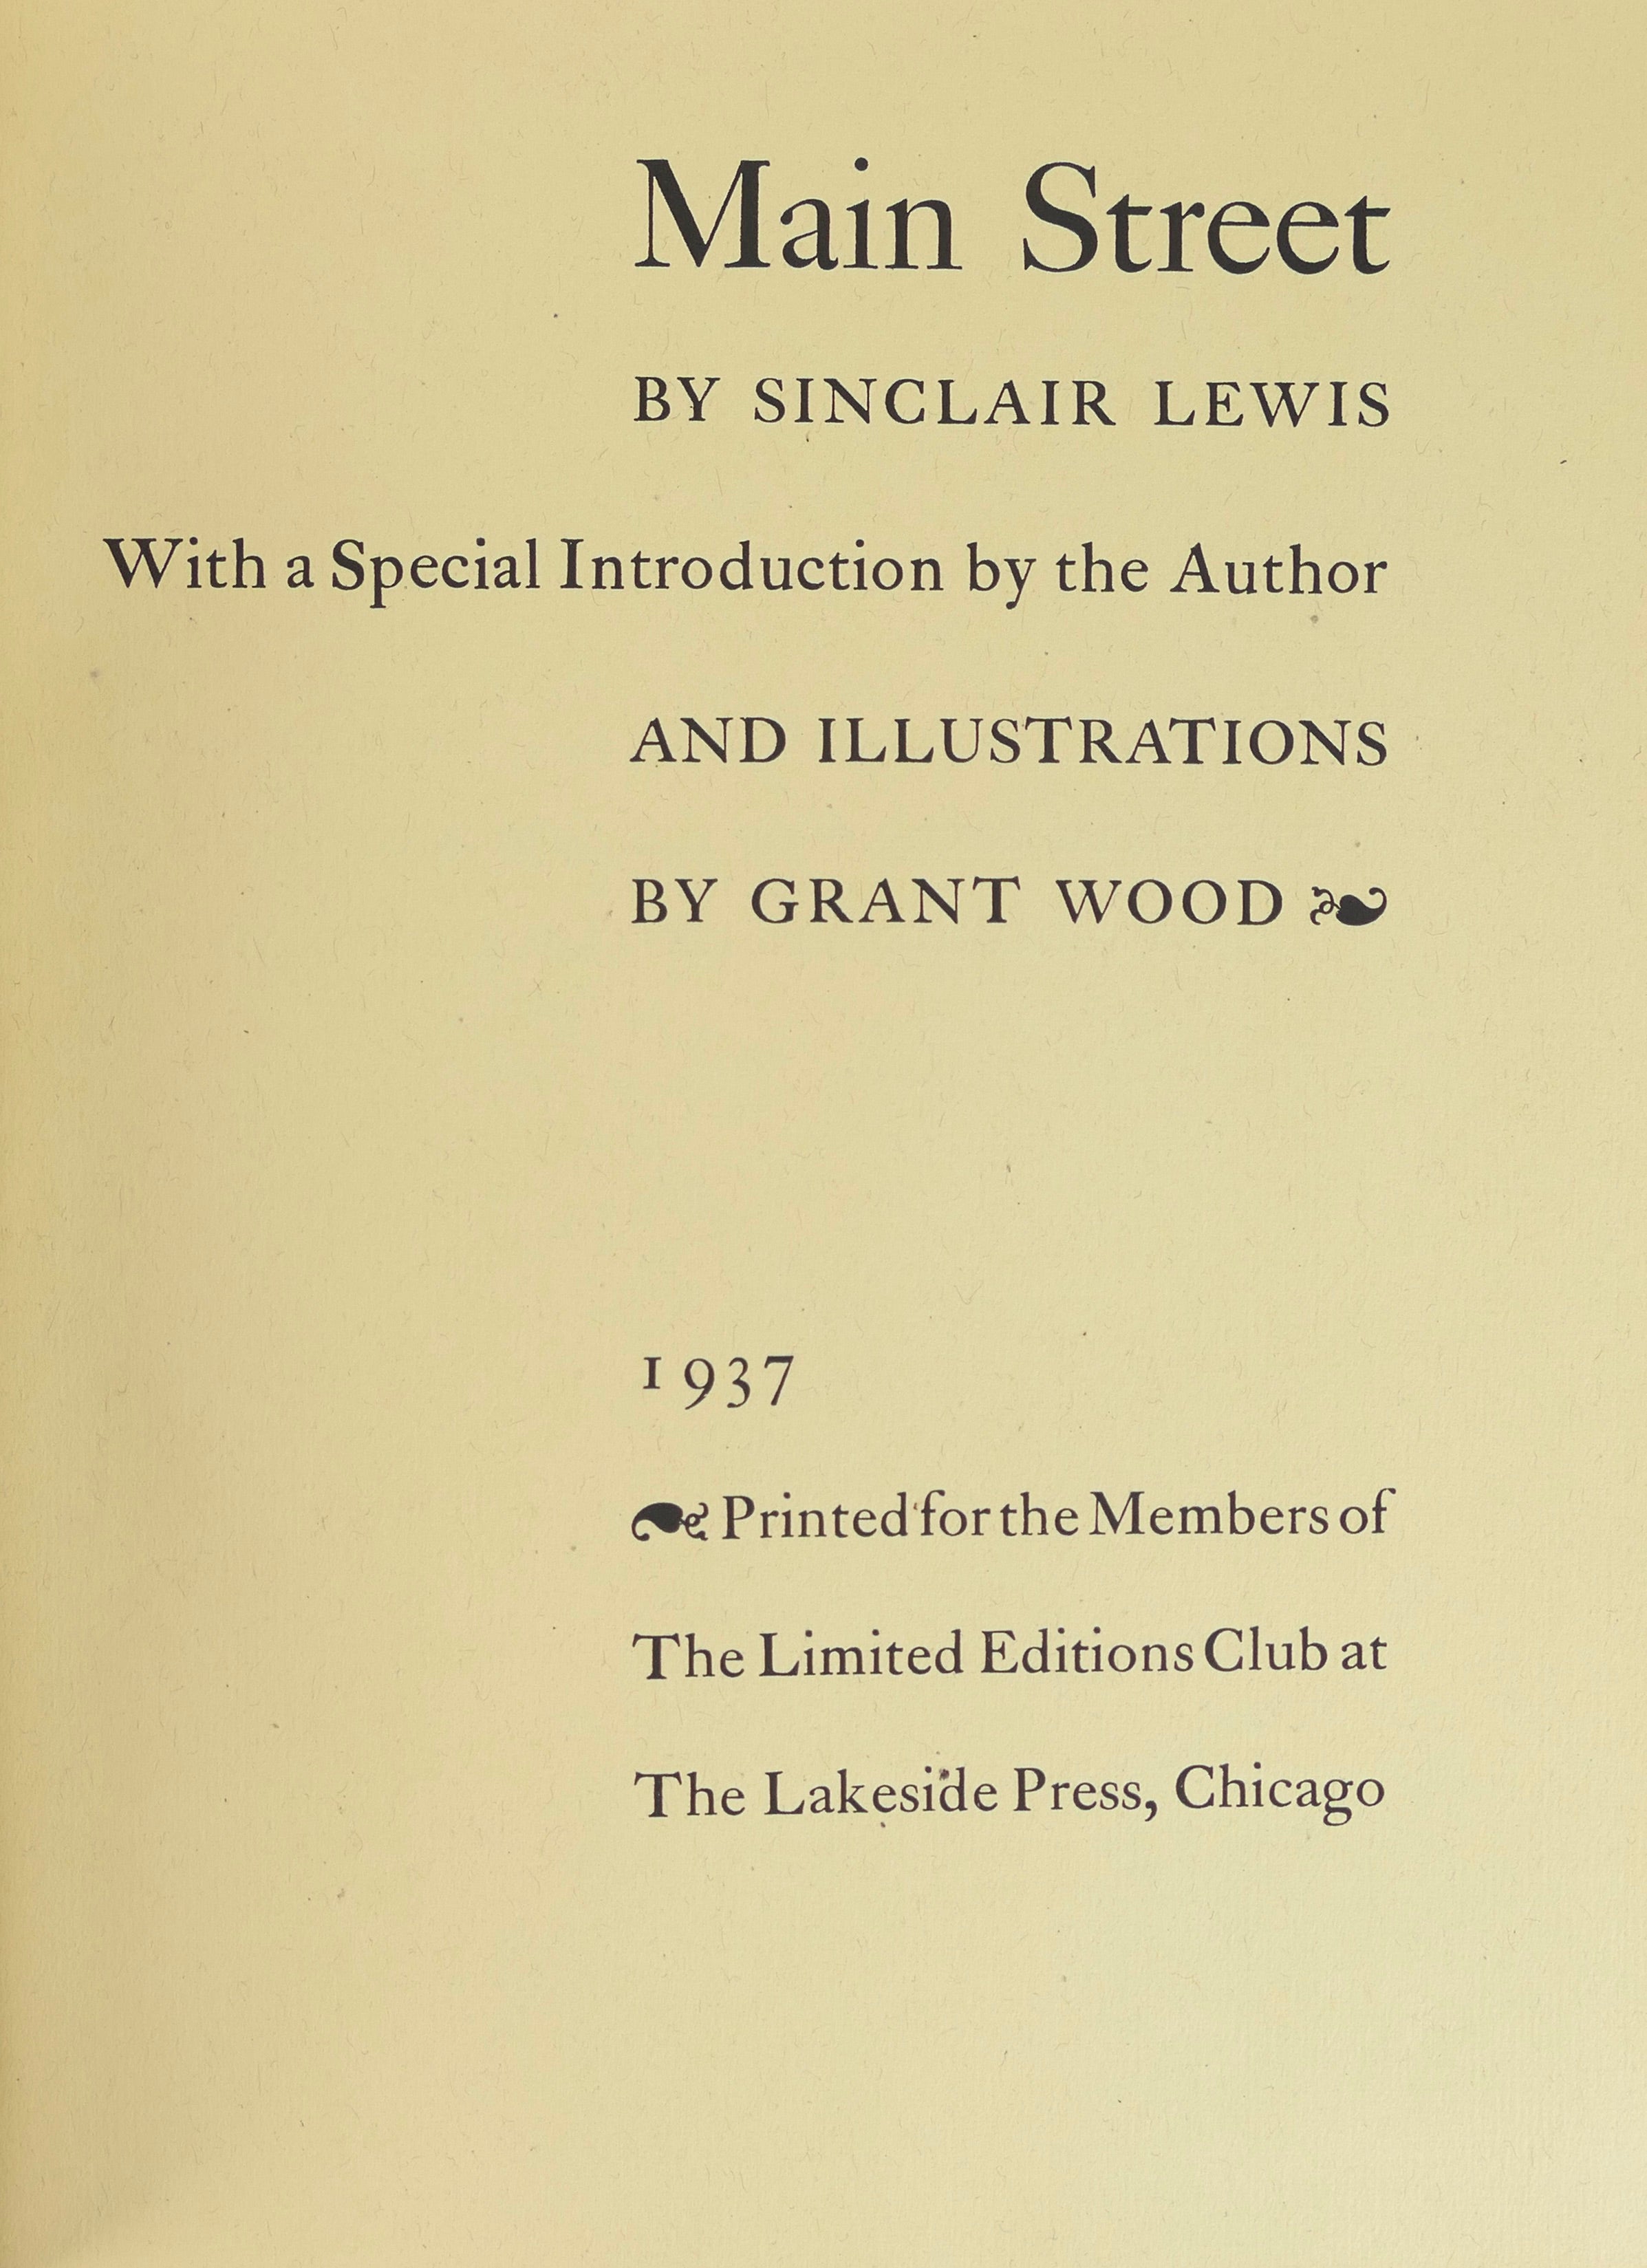 Main Street
BY SINCLAIR LEWIS
With a Special Introduction by the Author
AND ILLUSTRATIONS
BY GRANT WOOD ❧
1937
☙ Printed for the Members of
The Limited Editions Club at
The Lakeside Press, Chicago